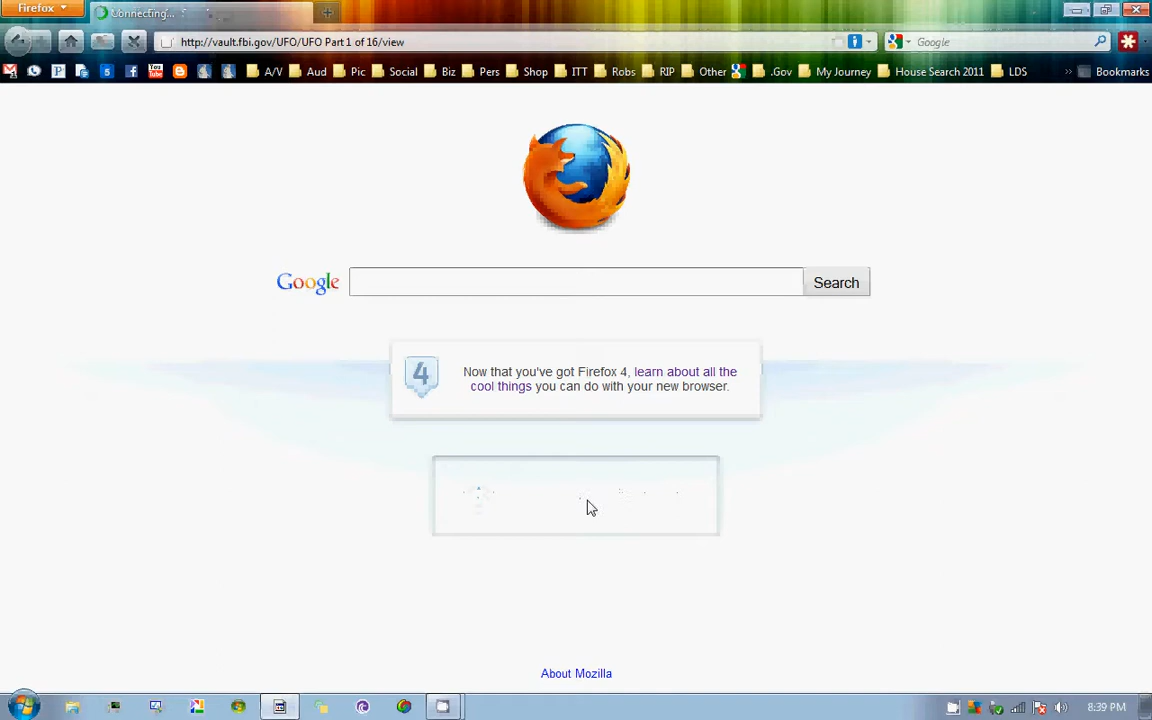 Firefox
Connecting...
http://vault.fbi.gov/UFO/UFO Part 1 of 16/view
Google
A/V Aud Pic Social Biz Pers Shop ITT Robs RIP Other .Gov My Journey House Search 2011 LDS » Bookmarks
Google Search
4
Now that you've got Firefox 4, learn about all the
cool things you can do with your new browser.
About Mozilla
8:39 PM